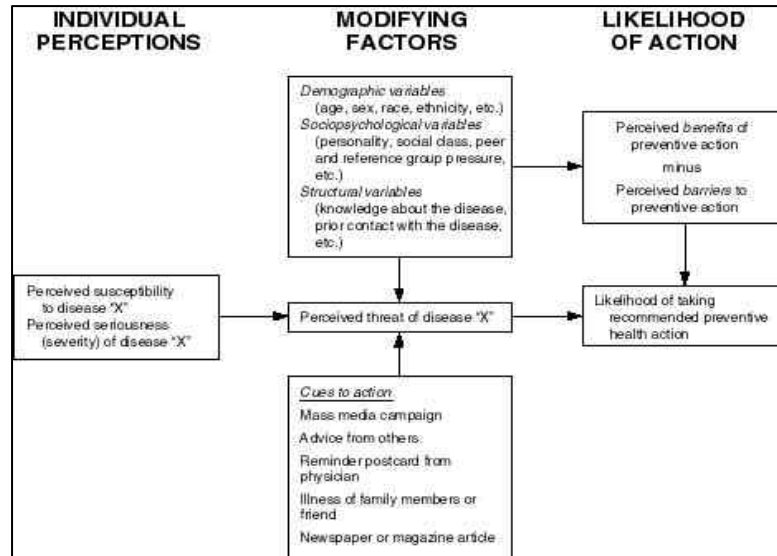 INDIVIDUAL
PERCEPTIONS
MODIFYING
FACTORS
LIKELIHOOD
OF ACTION
Demographic variables
(age, sex, race, ethnicity, etc.)
Sociopsychological variables
(personality, social class, peer
and reference group pressure,
etc.)
Structural variables
(knowledge about the disease,
prior contact with the disease,
etc.)
Perceived benefits of
preventive action
minus
Perceived barriers to
preventive action
Perceived susceptibility
to disease "X"
Perceived seriousness
(severity) of disease "X"
Perceived threat of disease "X"
Likelihood of taking
recommended preventive
health action
Cues to action
Mass media campaign
Advice from others
Reminder postcard from
physician
Illness of family members or
friend
Newspaper or magazine article